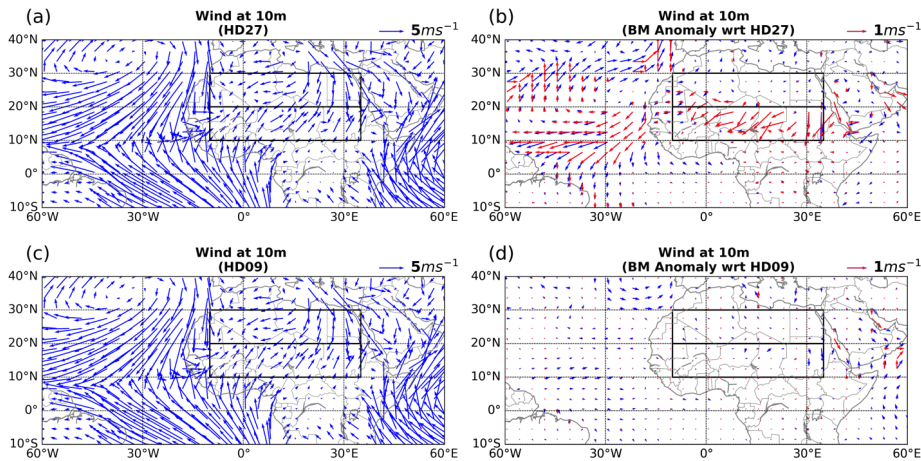 (a)
Wind at 10m
(HD27)
5ms⁻¹
40°N
30°N
20°N
10°N
0°
10°S
60°W
30°W
0°
30°E
60°E
(b)
Wind at 10m
(BM Anomaly wrt HD27)
1ms⁻¹
40°N
30°N
20°N
10°N
0°
10°S
60°W
30°W
0°
30°E
60°E
(c)
Wind at 10m
(HD09)
5ms⁻¹
40°N
30°N
20°N
10°N
0°
10°S
60°W
30°W
0°
30°E
60°E
(d)
Wind at 10m
(BM Anomaly wrt HD09)
1ms⁻¹
40°N
30°N
20°N
10°N
0°
10°S
60°W
30°W
0°
30°E
60°E